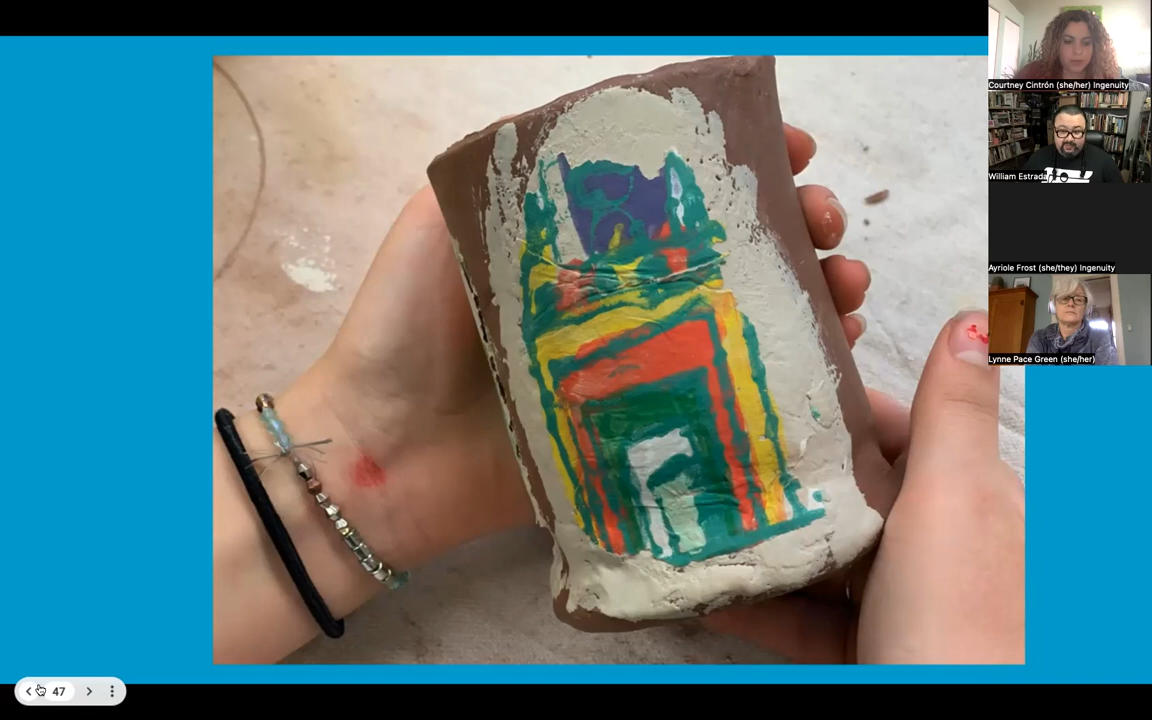 Courtney Cintrón (she/her) Ingenuity
William Estrada
Ayriole Frost (she/they) Ingenuity
Lynne Pace Green (she/her)
47